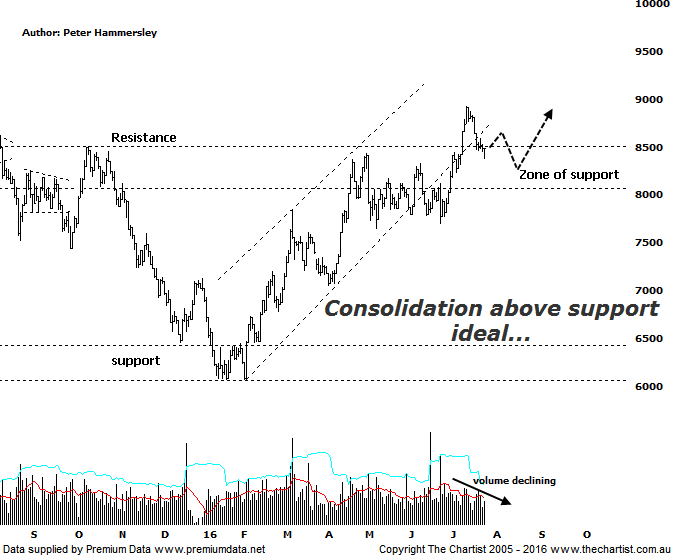 10000
Author: Peter Hammersley
9500
9000
Resistance
8500
Zone of support
8000
7500
7000
Consolidation above support
ideal...
6500
support
6000
volume declining
S O N D 16 F M A M J J A S O
Data supplied by Premium Data www.premiumdata.net
Copyright The Chartist 2005 - 2016 www.thechartist.com.au